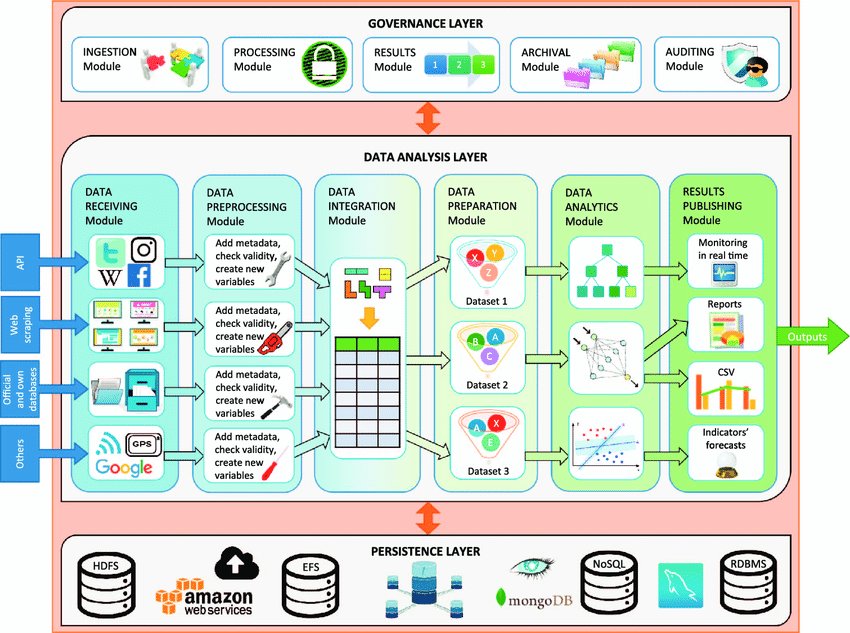 GOVERNANCE LAYER
INGESTION
Module
PROCESSING
Module
RESULTS
Module
1 2 3
ARCHIVAL
Module
AUDITING
Module
DATA ANALYSIS LAYER
DATA
RECEIVING
Module
DATA
PREPROCESSING
Module
DATA
INTEGRATION
Module
DATA
PREPARATION
Module
DATA
ANALYTICS
Module
RESULTS
PUBLISHING
Module
API
Web
scraping
Official
and own
databases
Others
t
W
f
GPS
Google
Add metadata,
check validity,
create new
variables
Add metadata,
check validity,
create new
variables
Add metadata,
check validity,
create new
variables
Add metadata,
check validity,
create new
variables
X Y
Z
Dataset 1
B A
C
Dataset 2
A X
E
Dataset 3
Monitoring
in real time
Reports
CSV
Indicators'
forecasts
Outputs
PERSISTENCE LAYER
HDFS
amazon
web services
EFS
mongoDB
NoSQL
RDBMS